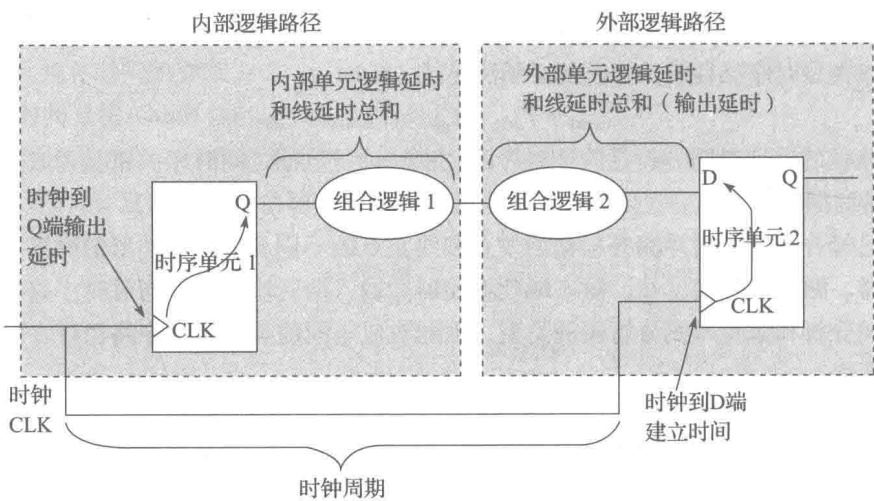 内部逻辑路径
外部逻辑路径
内部单元逻辑延时
和线延时总和
外部单元逻辑延时
和线延时总和（输出延时）
时钟到
Q端输出
延时
Q
组合逻辑 1
组合逻辑 2
D
Q
时序单元 1
时序单元 2
CLK
CLK
时钟
CLK
时钟到D端
建立时间
时钟周期